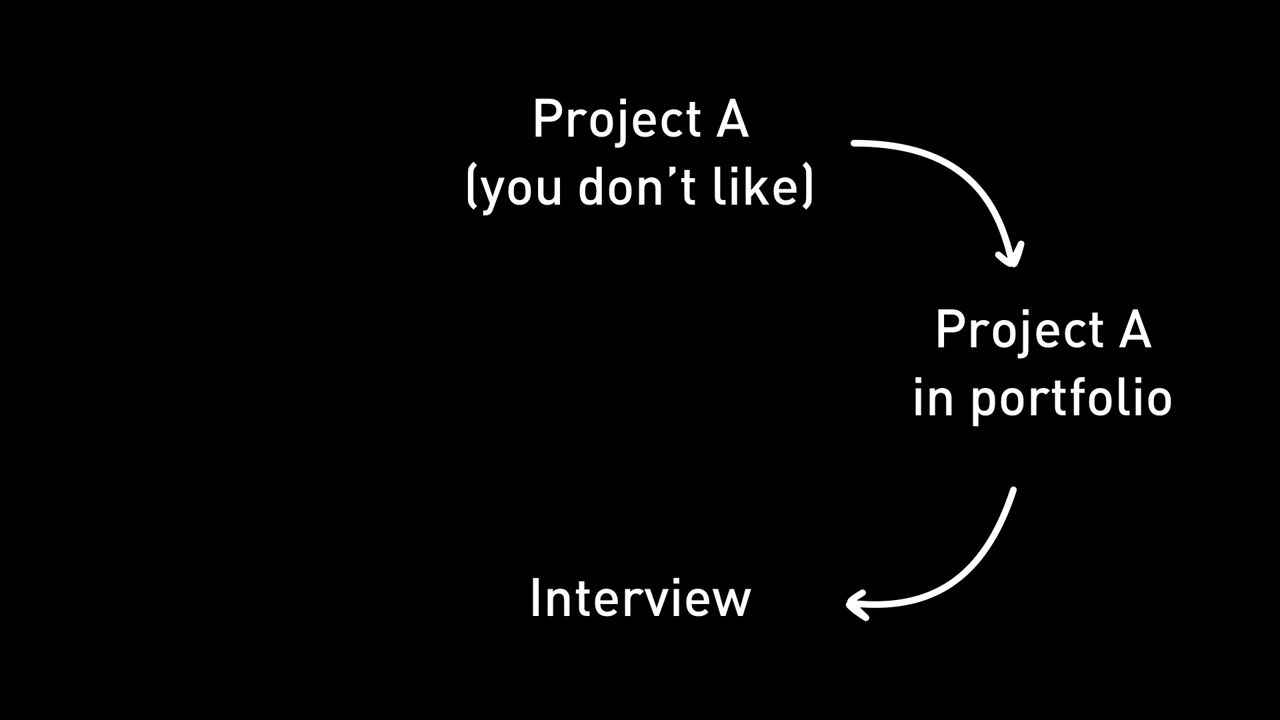 Project A
(you don’t like)
Project A
in portfolio
Interview